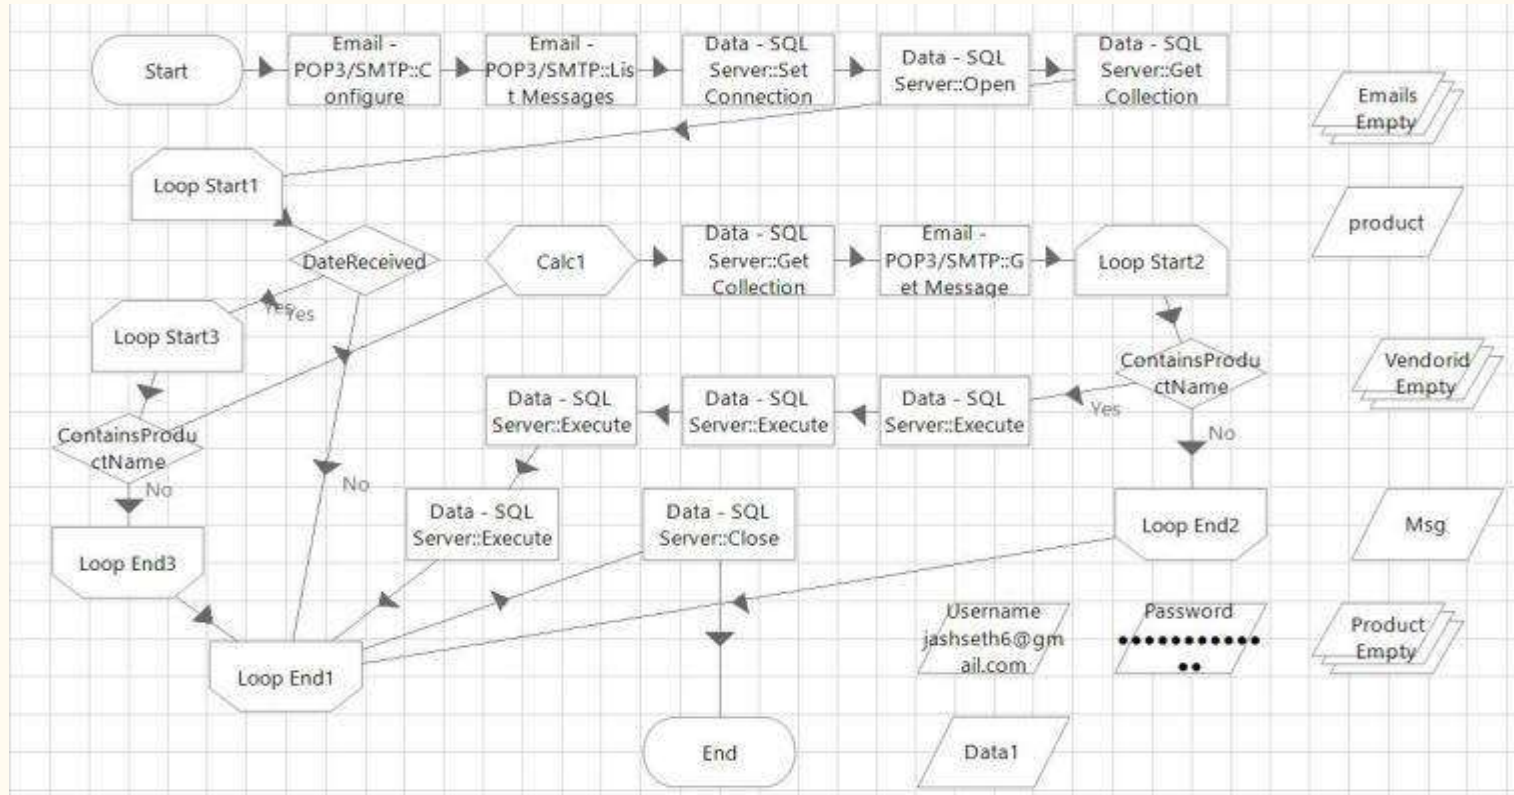 Start
Email -
POP3/SMTP::C
onfigure
Email -
POP3/SMTP::Lis
t Messages
Data - SQL
Server::Set
Connection
Data - SQL
Server::Open
Data - SQL
Server::Get
Collection
Emails
Empty
Loop Start1
product
DateReceived
Calc1
Data - SQL
Server::Get
Collection
Email -
POP3/SMTP::G
et Message
Loop Start2
Yes
Yes
Loop Start3
ContainsProdu
ctName
Vendorid
Empty
Data - SQL
Server::Execute
Data - SQL
Server::Execute
Data - SQL
Server::Execute
Yes
No
ContainsProdu
ctName
No
No
Data - SQL
Server::Execute
Data - SQL
Server::Close
Loop End2
Msg
Loop End3
Username
jashseth6@gm
ail.com
Password
Product
Empty
Loop End1
End
Data1